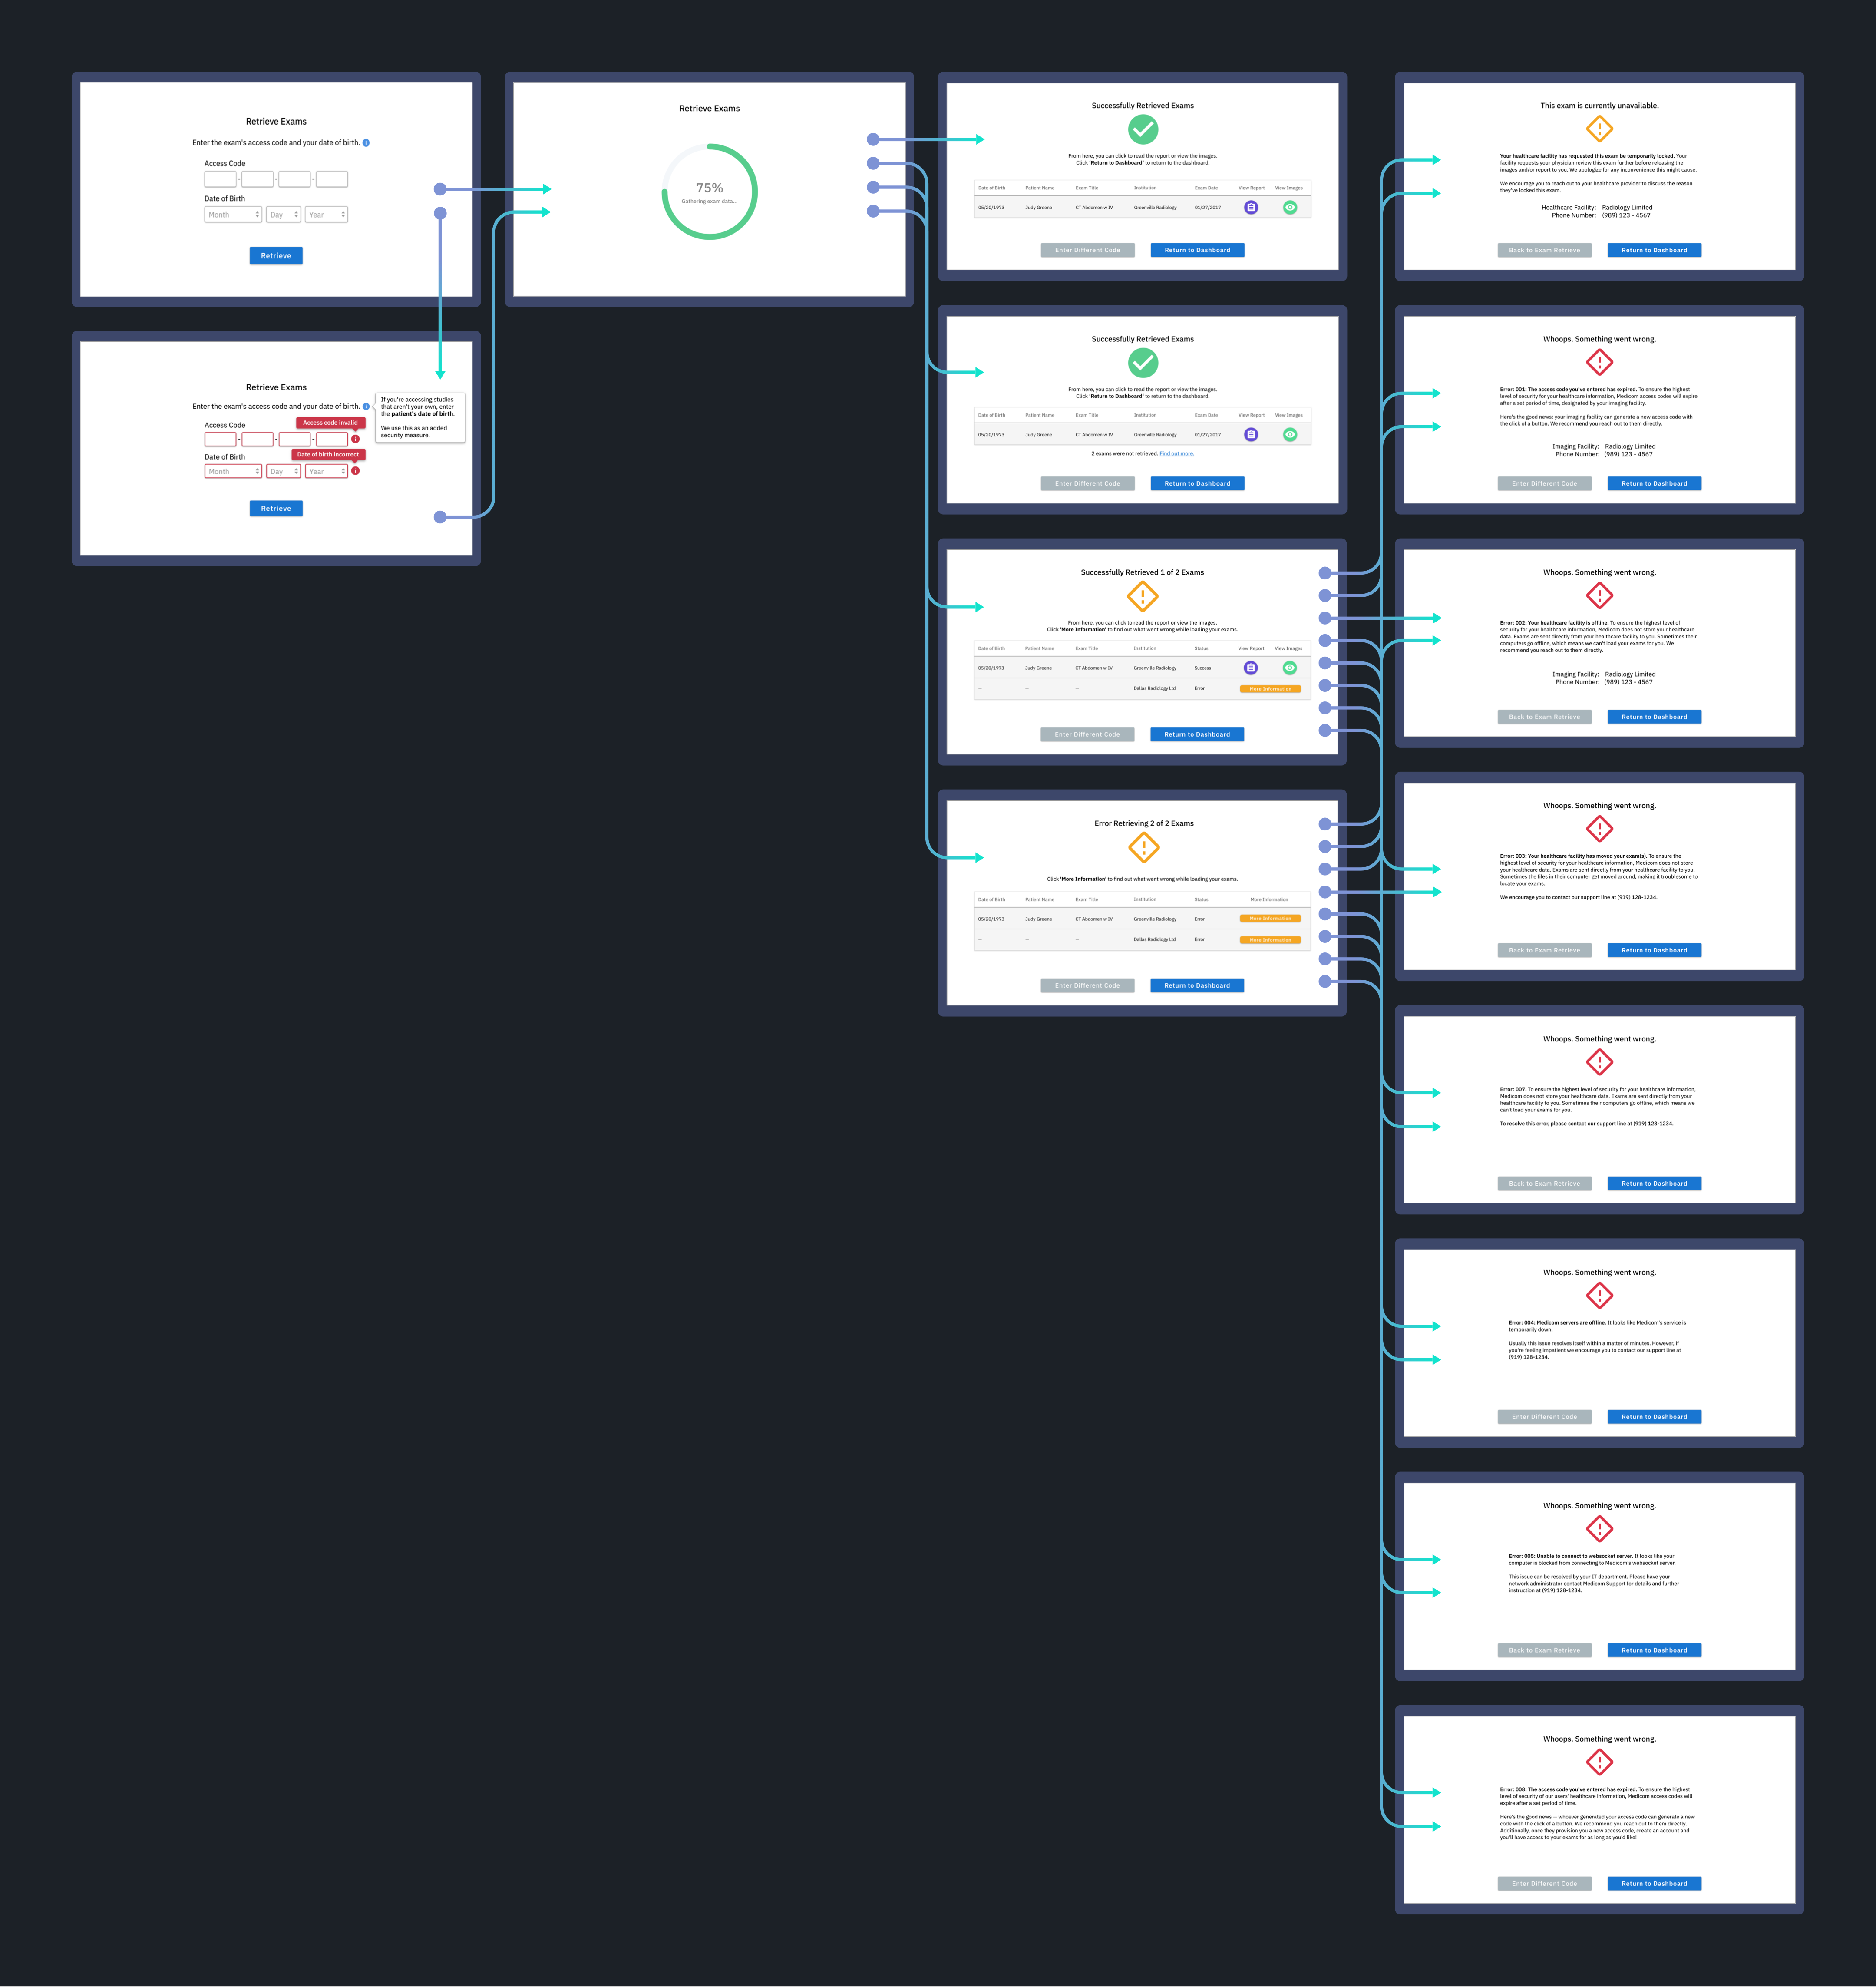 Retrieve Exams
Enter the exam's access code and your date of birth.
Access Code
- - -
Date of Birth
Month Day Year
Retrieve
Retrieve Exams
Enter the exam's access code and your date of birth.
If you're accessing studies
that aren't your own, enter
the patient's date of birth.
We use this as an added
security measure.
Access code invalid
Access Code
- - -
Date of birth incorrect
Date of Birth
Month Day Year
Retrieve
Retrieve Exams
75%
Gathering exam data...
Successfully Retrieved Exams
From here, you can click to read the report or view the images.
Click 'Return to Dashboard' to return to the dashboard.
Date of Birth Patient Name Exam Title Institution Exam Date View Report View Images
05/20/1973 Judy Greene CT Abdomen w IV Greenville Radiology 01/27/2017
Enter Different Code Return to Dashboard
Successfully Retrieved Exams
From here, you can click to read the report or view the images.
Click 'Return to Dashboard' to return to the dashboard.
Date of Birth Patient Name Exam Title Institution Exam Date View Report View Images
05/20/1973 Judy Greene CT Abdomen w IV Greenville Radiology 01/27/2017
2 exams were not retrieved. Find out more.
Enter Different Code Return to Dashboard
Successfully Retrieved 1 of 2 Exams
From here, you can click to read the report or view the images.
Click 'More Information' to find out what went wrong while loading your exams.
Date of Birth Patient Name Exam Title Institution Status View Report View Images
05/20/1973 Judy Greene CT Abdomen w IV Greenville Radiology Success
-- -- -- Dallas Radiology Ltd Error More Information
Enter Different Code Return to Dashboard
Error Retrieving 2 of 2 Exams
Click 'More Information' to find out what went wrong while loading your exams.
Date of Birth Patient Name Exam Title Institution Status More Information
05/20/1973 Judy Greene CT Abdomen w IV Greenville Radiology Error More Information
-- -- -- Dallas Radiology Ltd Error More Information
Enter Different Code Return to Dashboard
This exam is currently unavailable.
Your healthcare facility has requested this exam be temporarily locked. Your
facility requests your physician review this exam further before releasing the
images and/or report to you. We apologize for any inconvenience this might cause.
We encourage you to reach out to your healthcare provider to discuss the reason
they've locked this exam.
Healthcare Facility: Radiology Limited
Phone Number: (989) 123 - 4567
Back to Exam Retrieve Return to Dashboard
Whoops. Something went wrong.
Error: 001: The access code you've entered has expired. To ensure the highest
level of security for your healthcare information, Medicom access codes will expire
after a set period of time, designated by your imaging facility.
Here's the good news: your imaging facility can generate a new access code with
the click of a button. We recommend you reach out to them directly.
Imaging Facility: Radiology Limited
Phone Number: (989) 123 - 4567
Enter Different Code Return to Dashboard
Whoops. Something went wrong.
Error: 002: Your healthcare facility is offline. To ensure the highest level of
security for your healthcare information, Medicom does not store your healthcare
data. Exams are sent directly from your healthcare facility to you. Sometimes their
computers go offline, which means we can't load your exams for you. We
recommend you reach out to them directly.
Imaging Facility: Radiology Limited
Phone Number: (989) 123 - 4567
Back to Exam Retrieve Return to Dashboard
Whoops. Something went wrong.
Error: 003: Your healthcare facility has moved your exam(s). To ensure the
highest level of security for your healthcare information, Medicom does not store
your healthcare data. Exams are sent directly from your healthcare facility to you.
Sometimes the files in their computer get moved around, making it troublesome to
locate your exams.
We encourage you to contact our support line at (919) 128-1234.
Back to Exam Retrieve Return to Dashboard
Whoops. Something went wrong.
Error: 007. To ensure the highest level of security for your healthcare information,
Medicom does not store your healthcare data. Exams are sent directly from your
healthcare facility to you. Sometimes their computers go offline, which means we
can't load your exams for you.
To resolve this error, please contact our support line at (919) 128-1234.
Back to Exam Retrieve Return to Dashboard
Whoops. Something went wrong.
Error: 004: Medicom servers are offline. It looks like Medicom's service is
temporarily down.
Usually this issue resolves itself within a matter of minutes. However, if
you're feeling impatient we encourage you to contact our support line at
(919) 128-1234.
Enter Different Code Return to Dashboard
Whoops. Something went wrong.
Error: 005: Unable to connect to websocket server. It looks like your
computer is blocked from connecting to Medicom's websocket server.
This issue can be resolved by your IT department. Please have your
network administrator contact Medicom Support for details and further
instruction at (919) 128-1234.
Back to Exam Retrieve Return to Dashboard
Whoops. Something went wrong.
Error: 008: The access code you've entered has expired. To ensure the highest
level of security of our users' healthcare information, Medicom access codes will
expire after a set period of time.
Here's the good news — whoever generated your access code can generate a new
code with the click of a button. We recommend you reach out to them directly.
Additionally, once they provision you a new access code, create an account and
you'll have access to your exams for as long as you'd like!
Enter Different Code Return to Dashboard